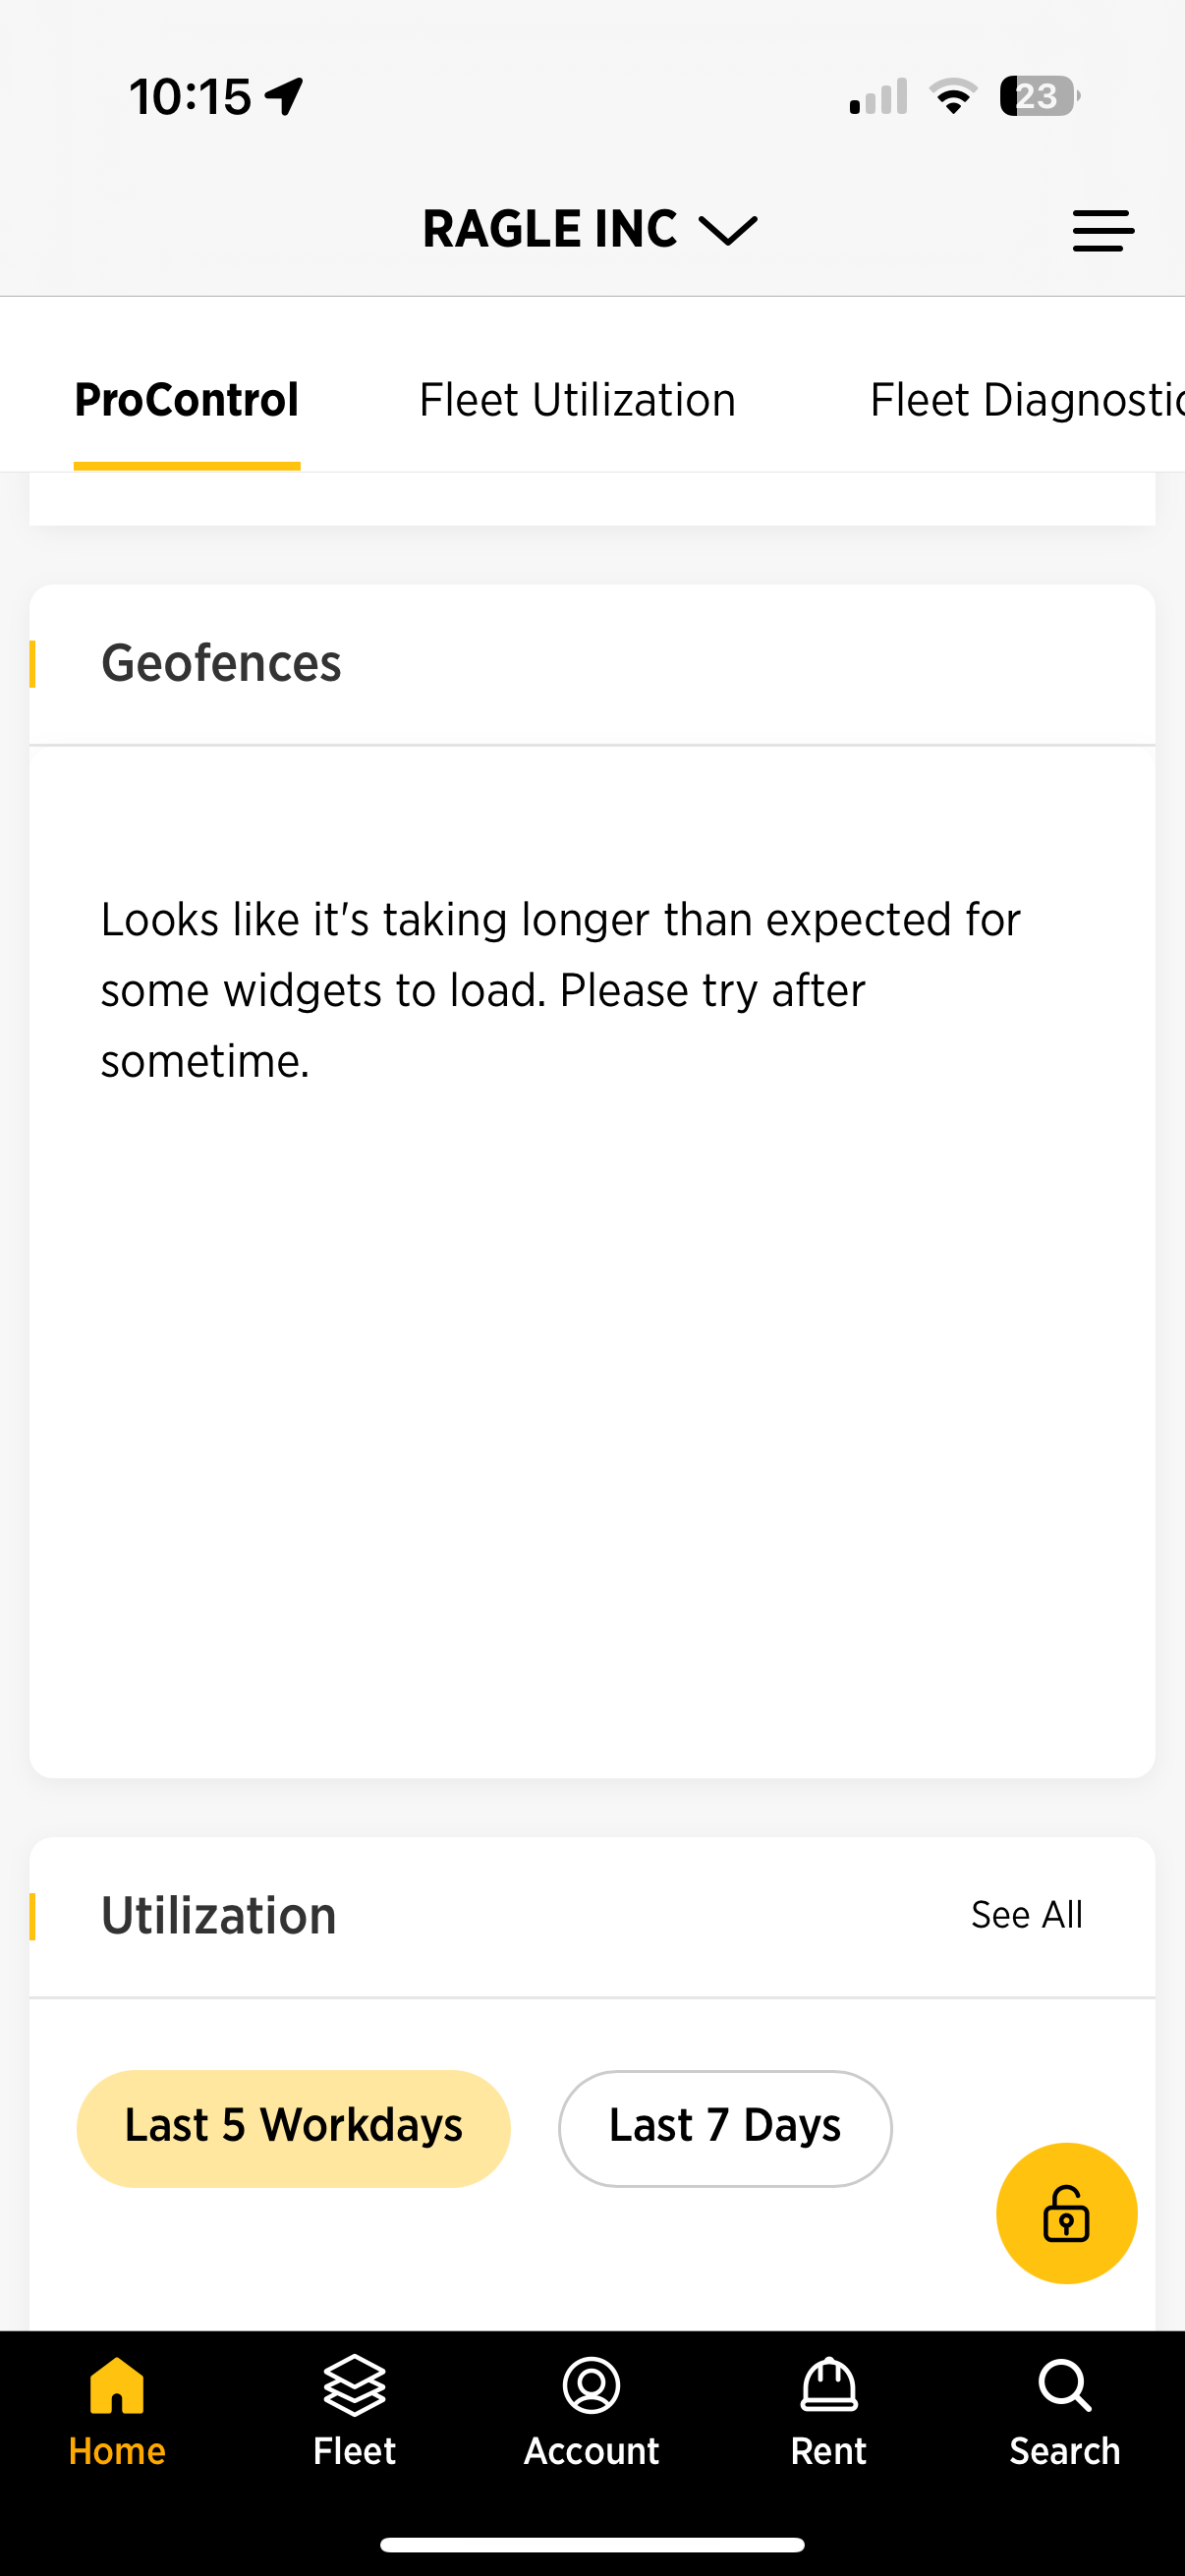 10:15
23
RAGLE INC
ProControl
Fleet Utilization
Fleet Diagnostic
Geofences
Looks like it's taking longer than expected for
some widgets to load. Please try after
sometime.
Utilization
See All
Last 5 Workdays
Last 7 Days
Home
Fleet
Account
Rent
Search